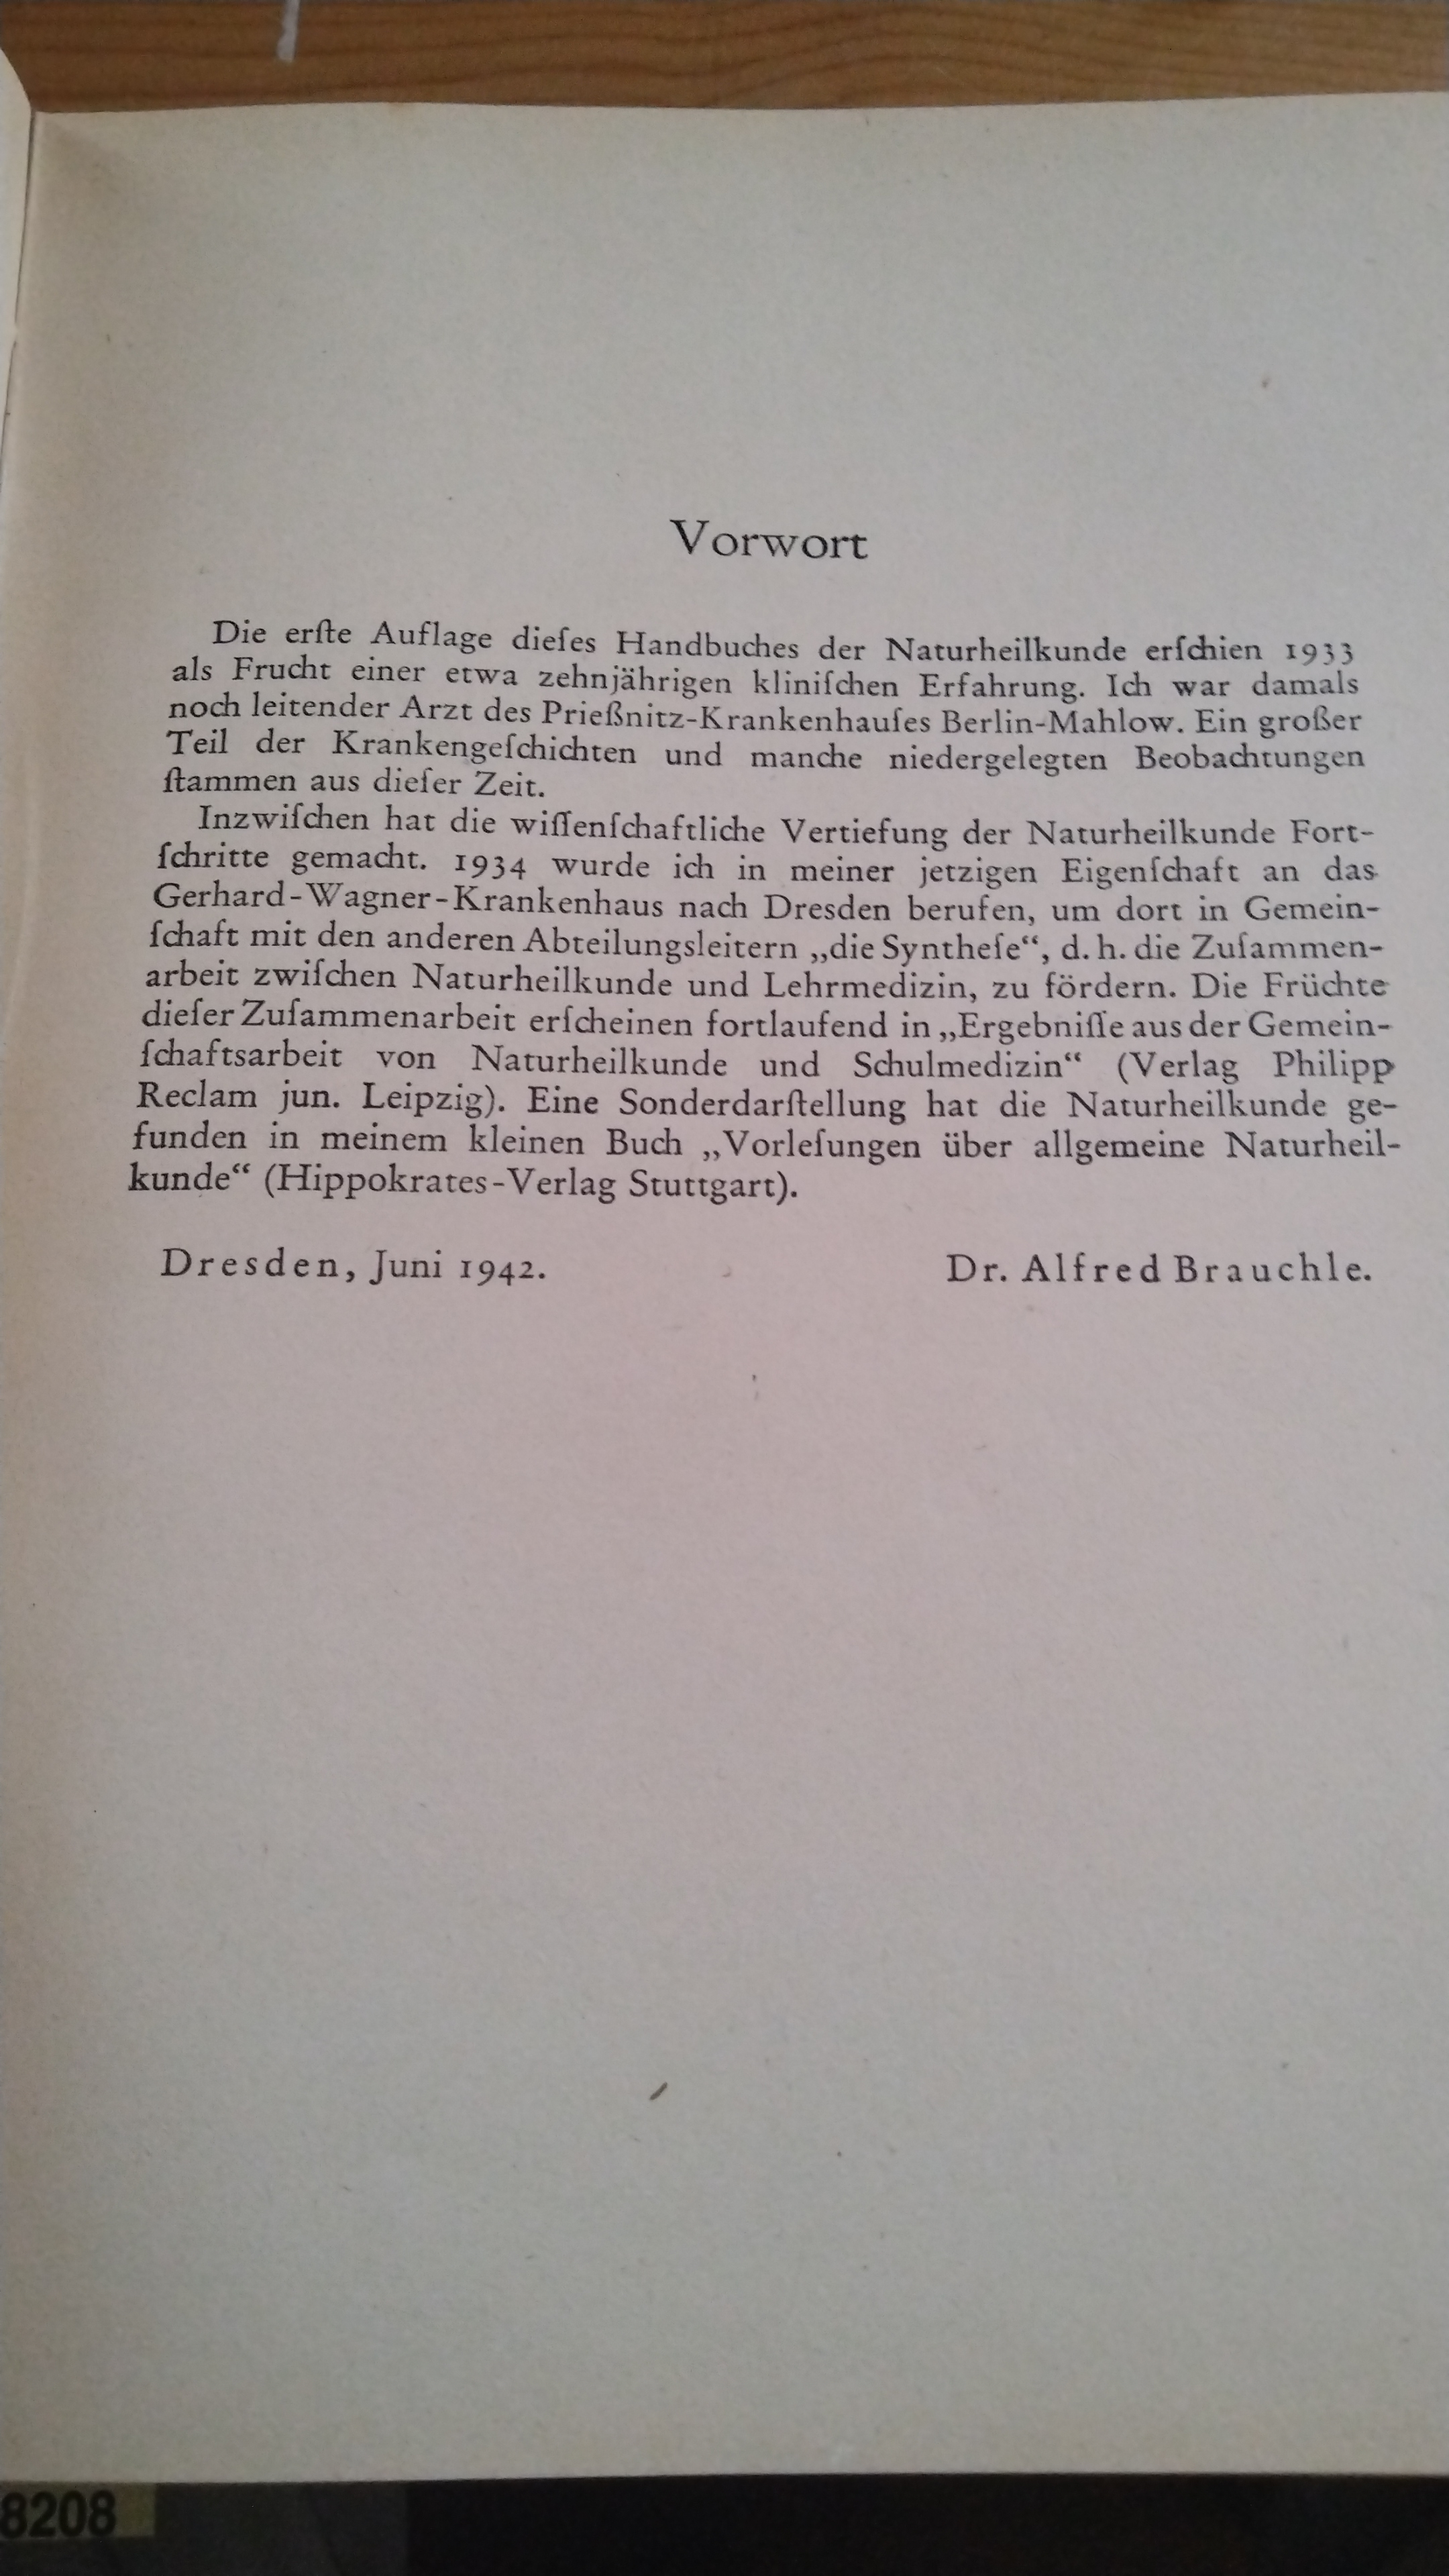 Vorwort
Die erſte Auflage dieſes Handbuches der Naturheilkunde erſchien 1933
als Frucht einer etwa zehnjährigen kliniſchen Erfahrung. Ich war damals
noch leitender Arzt des Prießnitz-Krankenhauſes Berlin-Mahlow. Ein großer
Teil der Krankengeſchichten und manche niedergelegten Beobachtungen
ſtammen aus dieſer Zeit.
Inzwiſchen hat die wiſſenſchaftliche Vertiefung der Naturheilkunde Fort-
ſchritte gemacht. 1934 wurde ich in meiner jetzigen Eigenſchaft an das
Gerhard-Wagner-Krankenhaus nach Dresden berufen, um dort in Gemein-
ſchaft mit den anderen Abteilungsleitern „die Syntheſe“, d. h. die Zuſammen-
arbeit zwiſchen Naturheilkunde und Lehrmedizin, zu fördern. Die Früchte
dieſer Zuſammenarbeit erſcheinen fortlaufend in „Ergebniſſe aus der Gemein-
ſchaftsarbeit von Naturheilkunde und Schulmedizin“ (Verlag Philipp
Reclam jun. Leipzig). Eine Sonderdarſtellung hat die Naturheilkunde ge-
funden in meinem kleinen Buch „Vorleſungen über allgemeine Naturheil-
kunde“ (Hippokrates-Verlag Stuttgart).
Dresden, Juni 1942. Dr. Alfred Brauchle.
8208